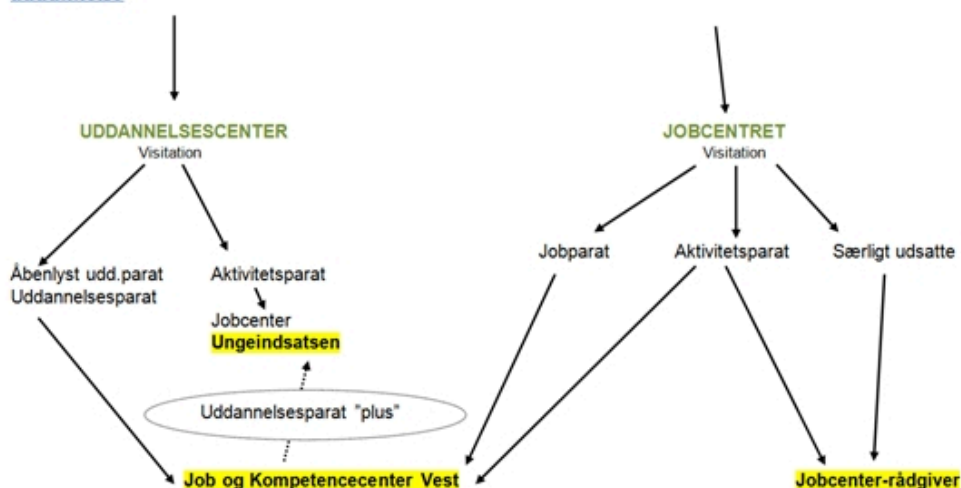 UDDANNELSESCENTER
Visitation
JOBCENTRET
Visitation
Åbenlyst udd.parat
Uddannelsesparat
Aktivitetsparat
Jobcenter
Ungeindsatsen
Jobparat
Aktivitetsparat
Særligt udsatte
Uddannelsesparat "plus"
Job og Kompetencecenter Vest
Jobcenter-rådgiver